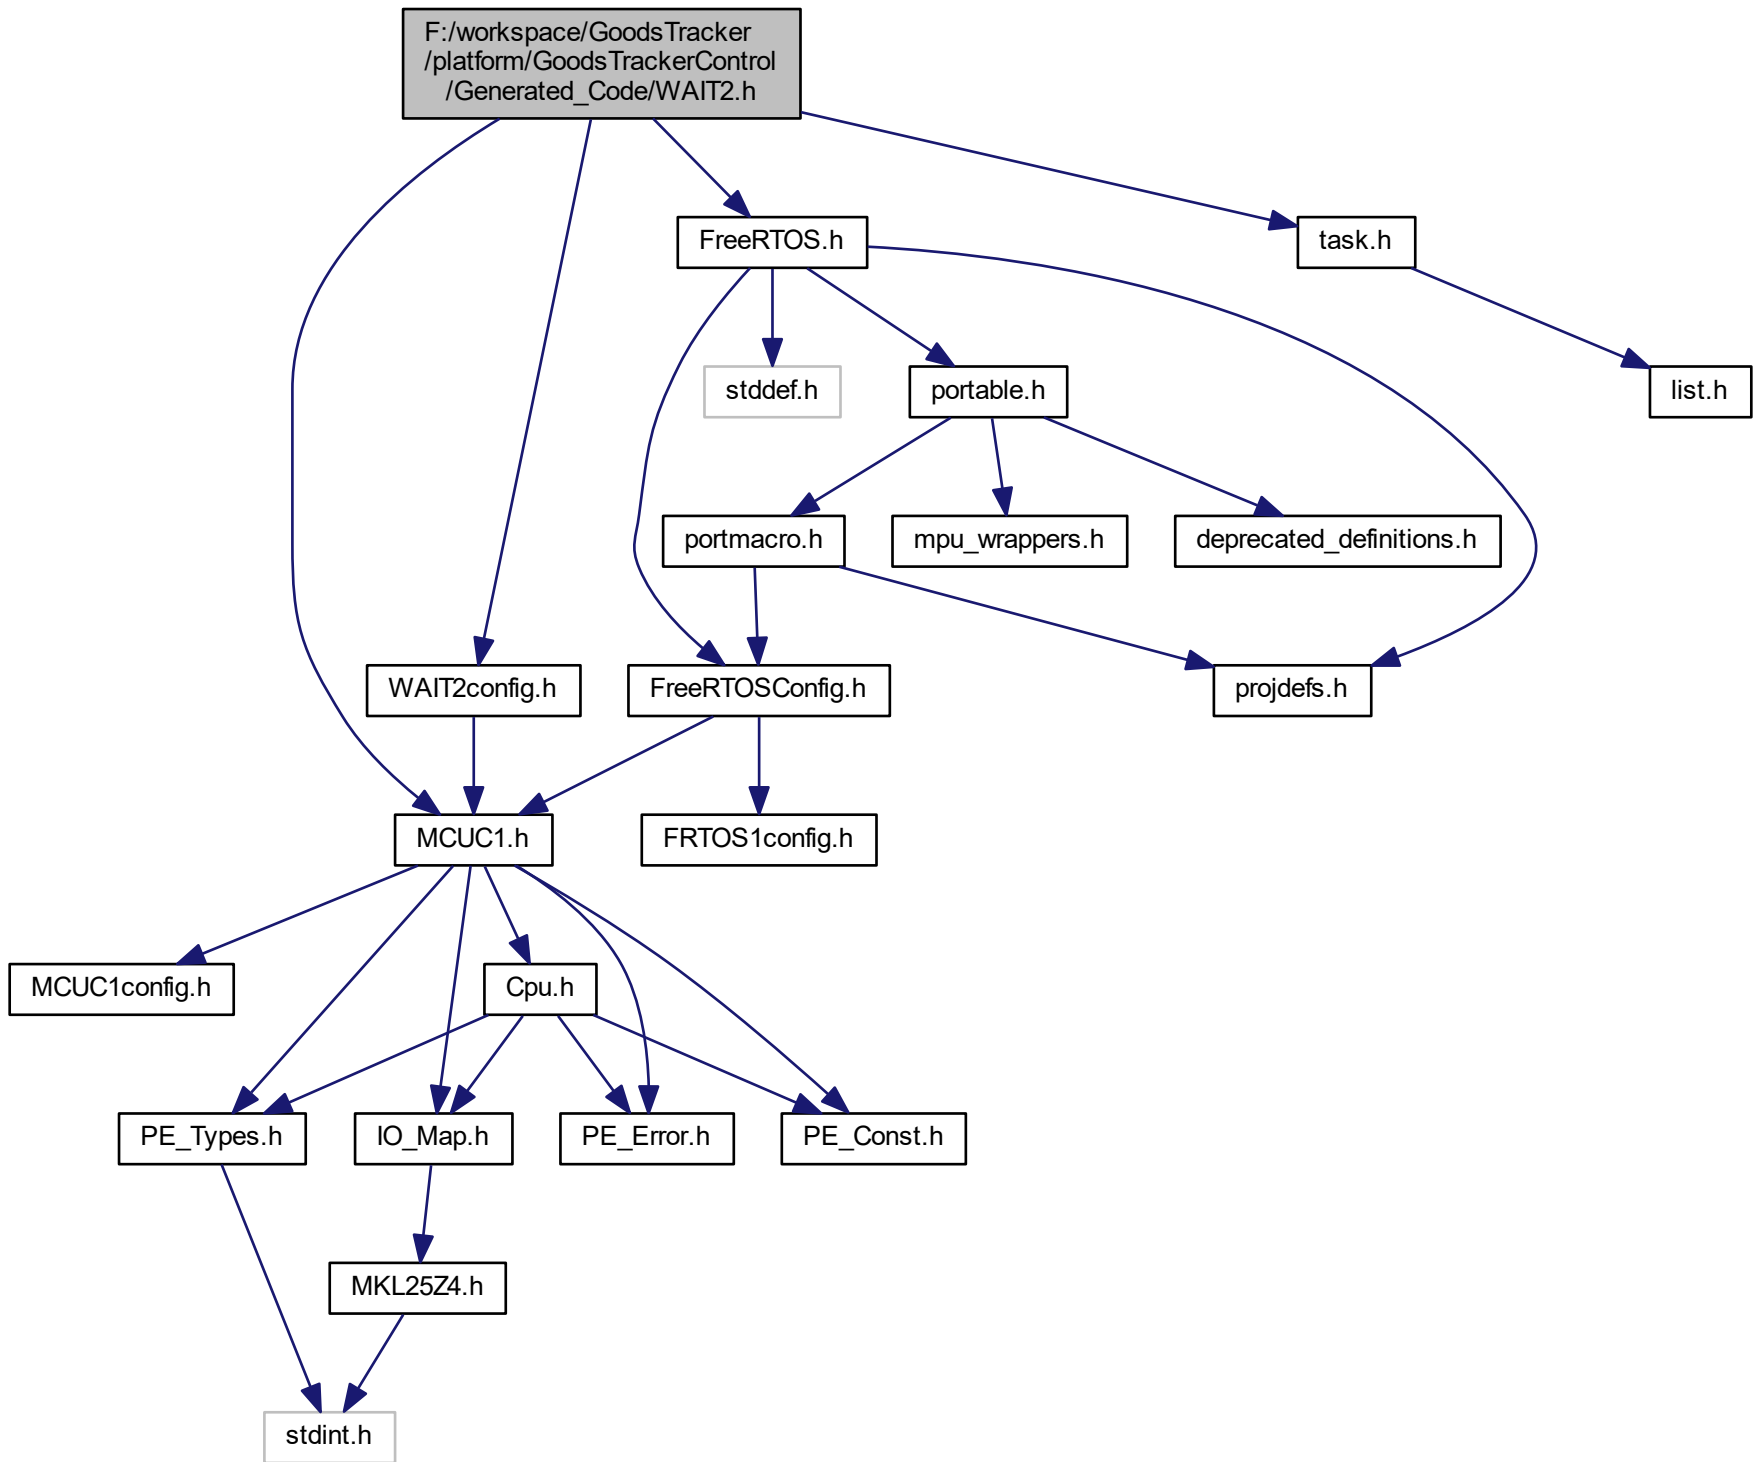 F:/workspace/GoodsTracker
/platform/GoodsTrackerControl
/Generated_Code/WAIT2.h
FreeRTOS.h
task.h
stddef.h
portable.h
list.h
portmacro.h
mpu_wrappers.h
deprecated_definitions.h
WAIT2config.h
FreeRTOSConfig.h
projdefs.h
MCUC1.h
FRTOS1config.h
MCUC1config.h
Cpu.h
PE_Types.h
IO_Map.h
PE_Error.h
PE_Const.h
MKL25Z4.h
stdint.h